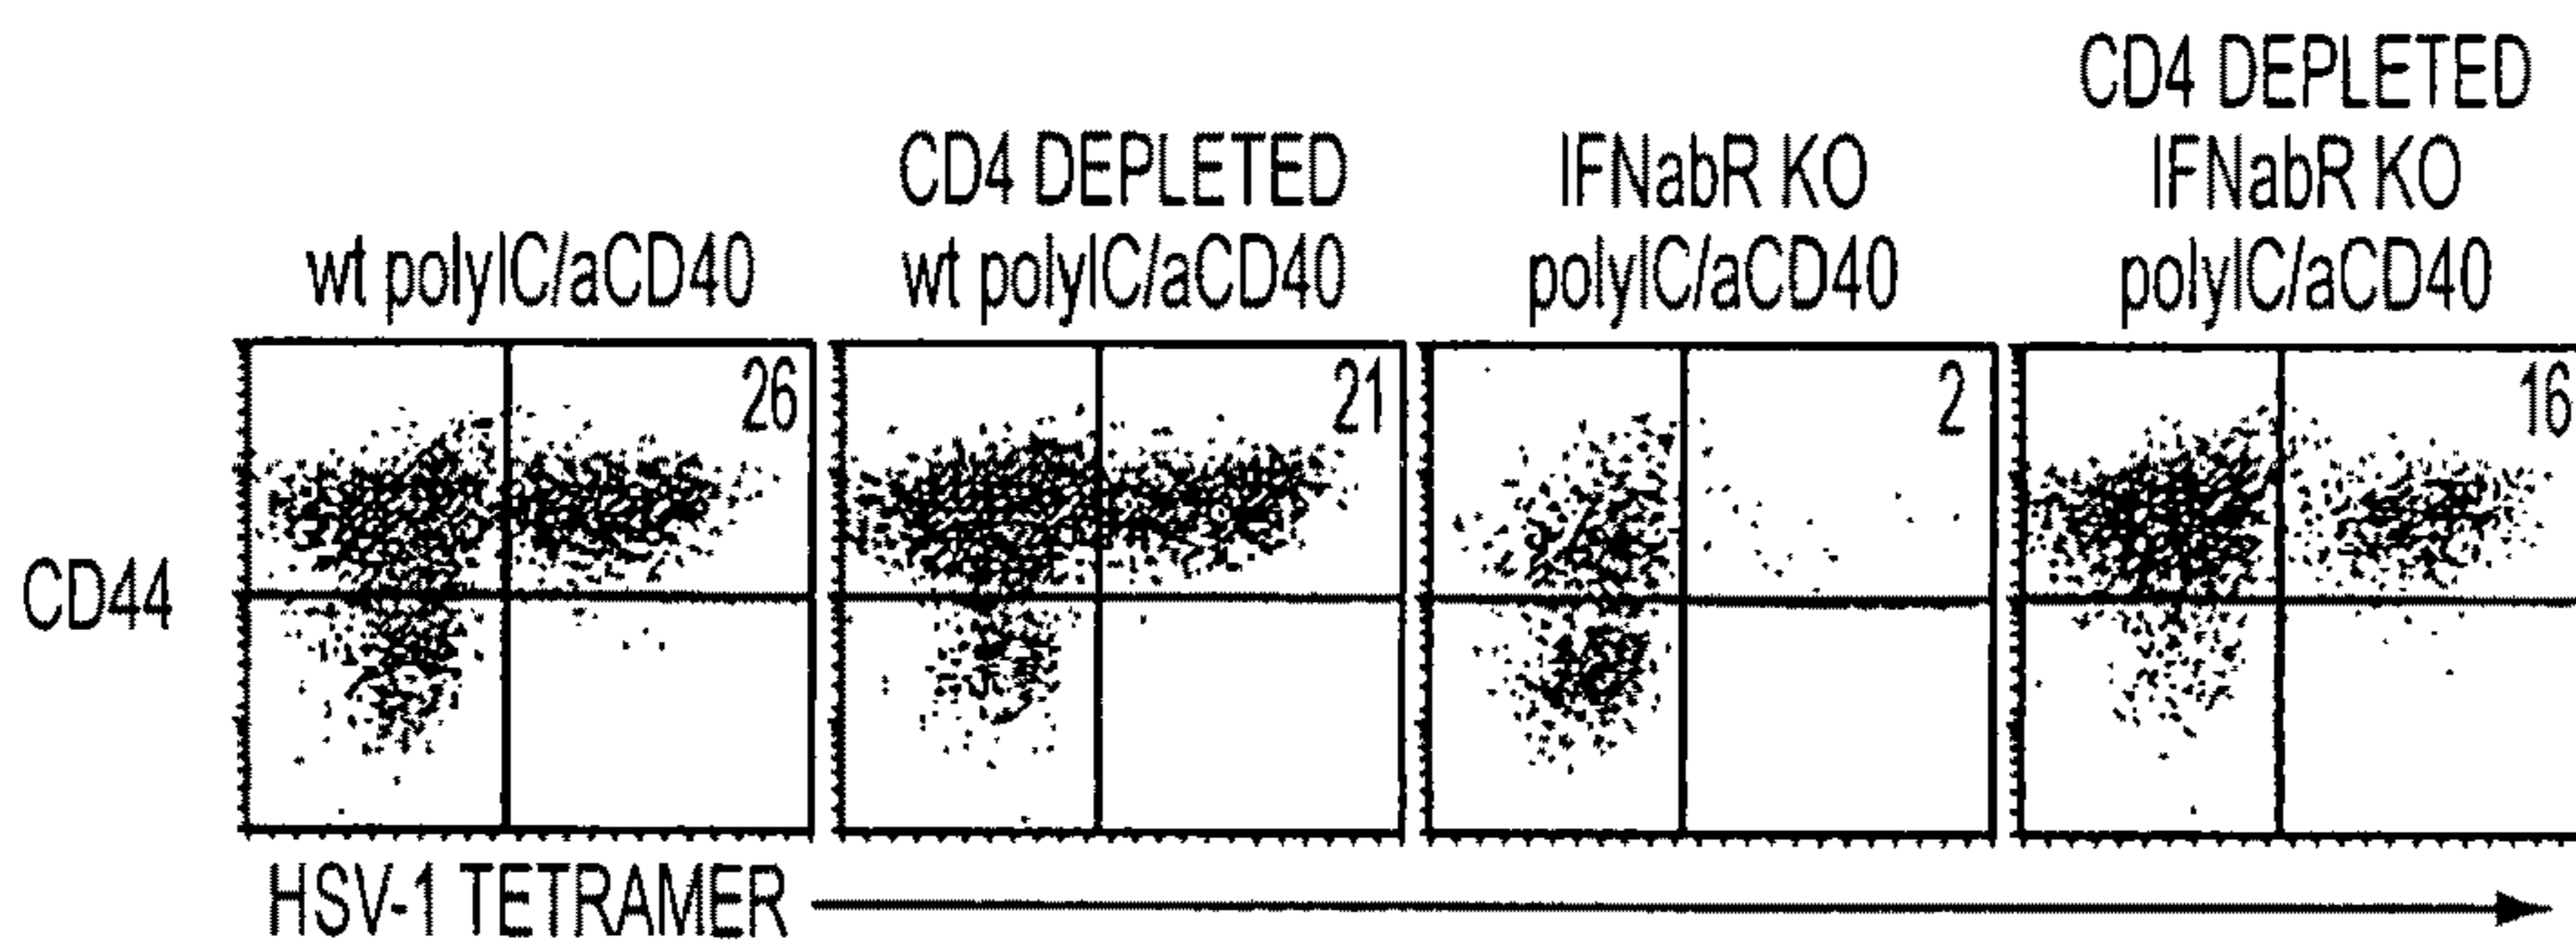 wt polyIC/aCD40
CD4 DEPLETED
wt polyIC/aCD40
IFNabR KO
polyIC/aCD40
CD4 DEPLETED
IFNabR KO
polyIC/aCD40
26
21
2
16
CD44
HSV-1 TETRAMER